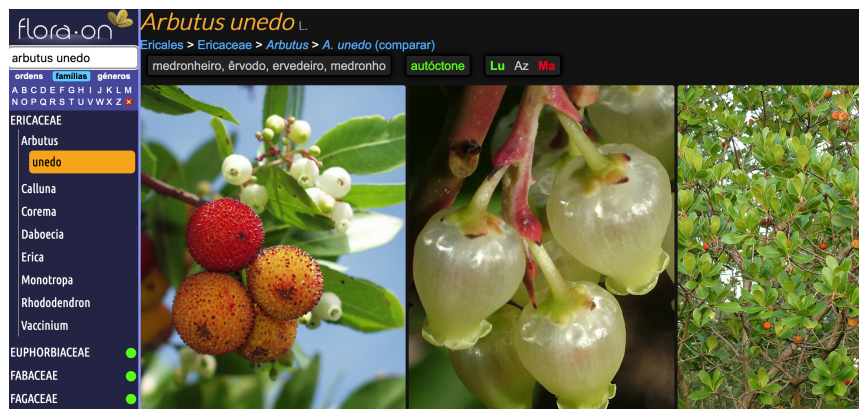 flora-on
arbutus unedo
ordens famílias géneros
A B C D E F G H I J K L M
N O P Q R S T U V W X Z ×
ERICACEAE
Arbutus
unedo
Calluna
Corema
Daboecia
Erica
Monotropa
Rhododendron
Vaccinium
EUPHORBIACEAE
FABACEAE
FAGACEAE
Arbutus unedo L.
Ericales > Ericaceae > Arbutus > A. unedo (comparar)
medronheiro, êrvodo, ervedeiro, medronho autóctone Lu Az Ma